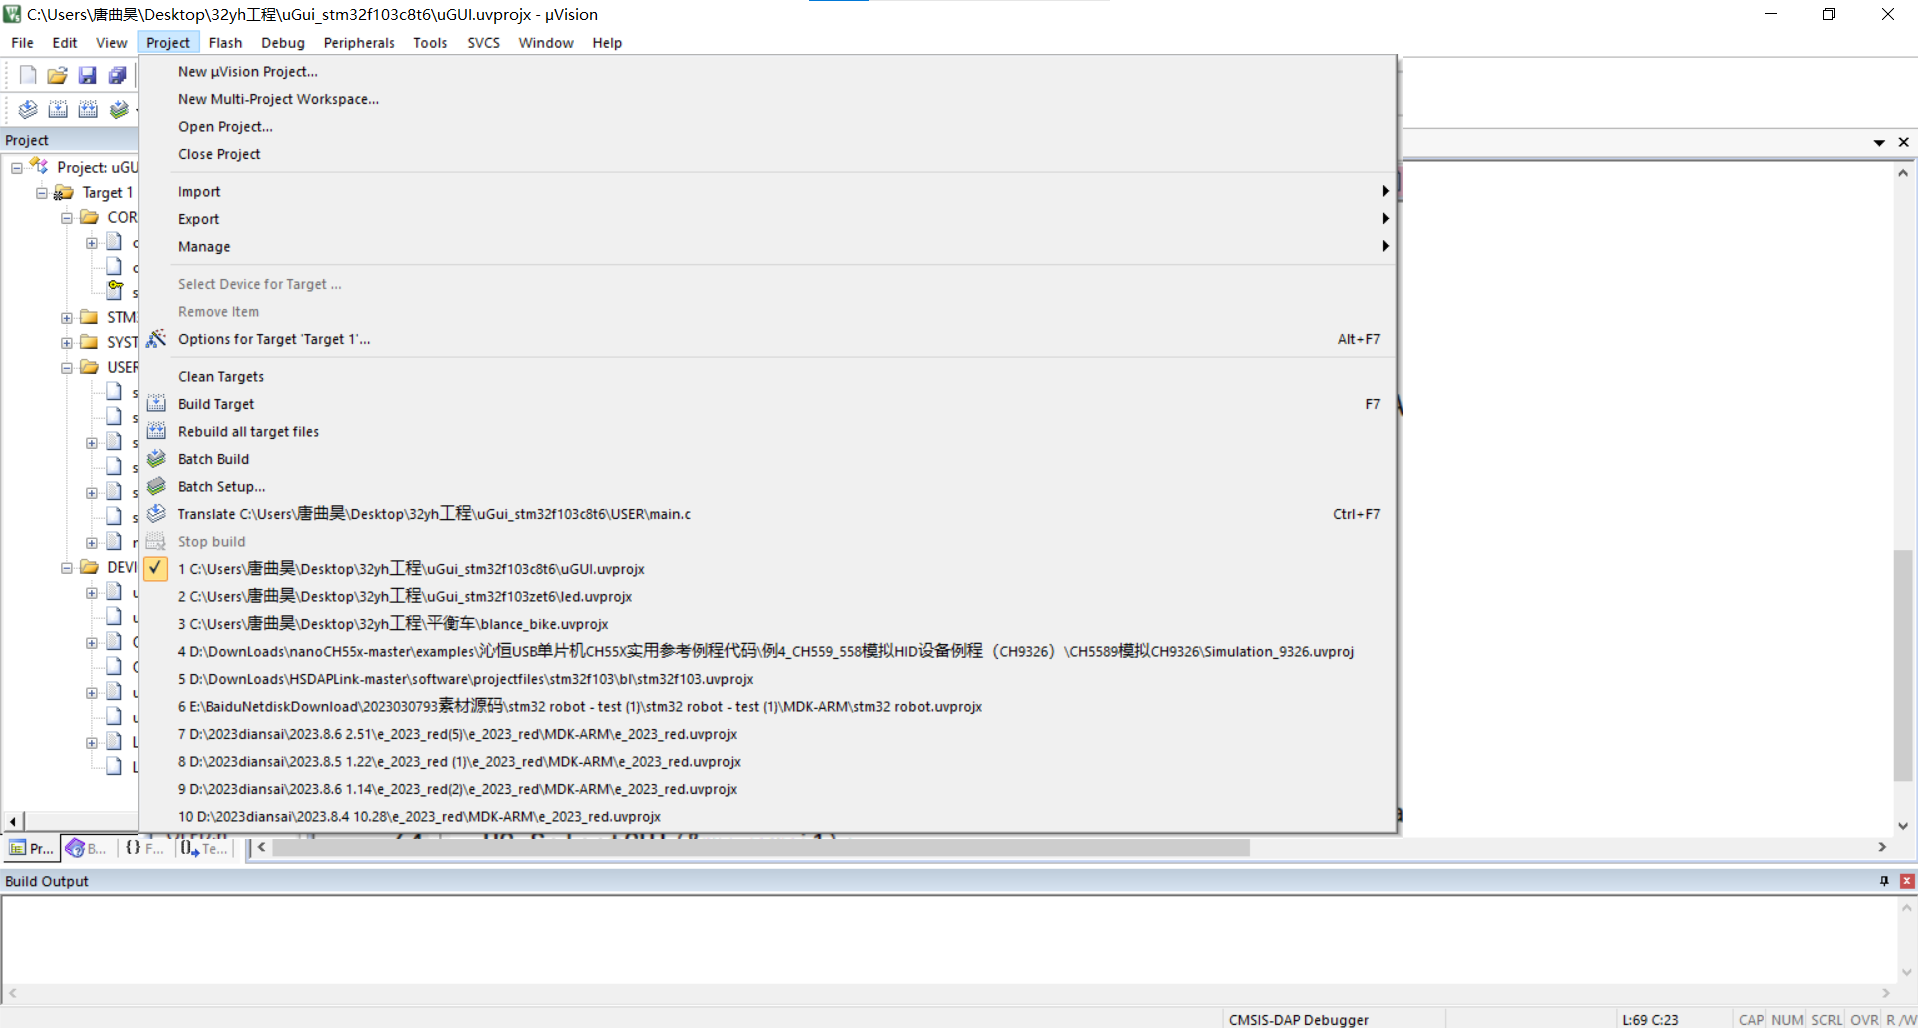 C:\Users\唐曲昊\Desktop\32yh工程\uGui_stm32f103c8t6\uGUI.uvprojx - µVision
File Edit View Project Flash Debug Peripherals Tools SVCS Window Help
New µVision Project...
New Multi-Project Workspace...
Open Project...
Close Project
Import
Export
Manage
Select Device for Target ...
Remove Item
Options for Target 'Target 1'... Alt+F7
Clean Targets
Build Target F7
Rebuild all target files
Batch Build
Batch Setup...
Translate C:\Users\唐曲昊\Desktop\32yh工程\uGui_stm32f103c8t6\USER\main.c Ctrl+F7
Stop build
1 C:\Users\唐曲昊\Desktop\32yh工程\uGui_stm32f103c8t6\uGUI.uvprojx
2 C:\Users\唐曲昊\Desktop\32yh工程\uGui_stm32f103zet6\led.uvprojx
3 C:\Users\唐曲昊\Desktop\32yh工程\平衡车\blance_bike.uvprojx
4 D:\DownLoads\nanoCH55x-master\examples\沁恒USB单片机CH55X实用参考例程代码\例4_CH559_558模拟HID设备例程（CH9326）\CH5589模拟CH9326\Simulation_9326.uvproj
5 D:\DownLoads\HSDAPLink-master\software\projectfiles\stm32f103\bl\stm32f103.uvprojx
6 E:\BaiduNetdiskDownload\2023030793素材源码\stm32 robot - test (1)\stm32 robot - test (1)\MDK-ARM\stm32 robot.uvprojx
7 D:\2023diansai\2023.8.6 2.51\e_2023_red(5)\e_2023_red\MDK-ARM\e_2023_red.uvprojx
8 D:\2023diansai\2023.8.5 1.22\e_2023_red (1)\e_2023_red\MDK-ARM\e_2023_red.uvprojx
9 D:\2023diansai\2023.8.6 1.14\e_2023_red(2)\e_2023_red\MDK-ARM\e_2023_red.uvprojx
10 D:\2023diansai\2023.8.4 10.28\e_2023_red\MDK-ARM\e_2023_red.uvprojx
Project
Project: uGU
Target 1
COR
STM
SYST
USER
DEVI
Pr... B... {} F... Te...
Build Output
CMSIS-DAP Debugger L:69 C:23 CAP NUM SCRL OVR R/W